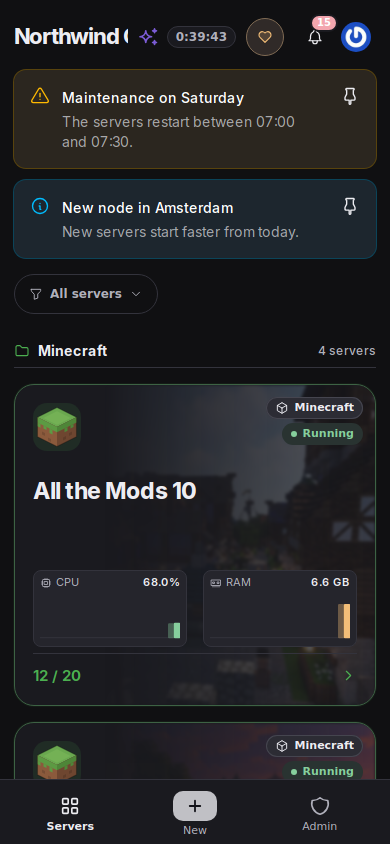 Northwind
0:39:43
15
Maintenance on Saturday
The servers restart between 07:00
and 07:30.
New node in Amsterdam
New servers start faster from today.
All servers
Minecraft
4 servers
Minecraft
Running
All the Mods 10
CPU
68.0%
RAM
6.6 GB
12 / 20
Minecraft
Running
Servers
New
Admin